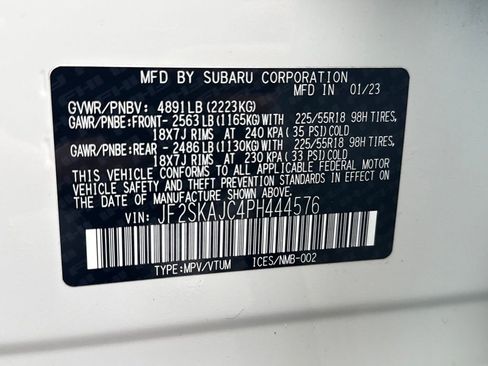 MFD BY SUBARU CORPORATION
MFD IN 01/23
GVWR/PNBV: 4891LB(2223KG)
GAWR/PNBE:FRONT- 2563LB(1165KG) WITH 225/55R18 98H TIRES,
18X7J RIMS AT 240 KPA(35 PSI)COLD
GAWR/PNBE:REAR - 2486LB(1130KG) WITH 225/55R18 98H TIRES,
18X7J RIMS AT 230 KPA(33 PSI)COLD
THIS VEHICLE CONFORMS TO ALL APPLICABLE FEDERAL MOTOR
VEHICLE SAFETY AND THEFT PREVENTION STANDARDS IN EFFECT ON
THE DATE OF MANUFACTURE SHOWN ABOVE.
VIN: JF2SKAJC4PH444576
TYPE:MPV/VTUM ICES/NMB-002